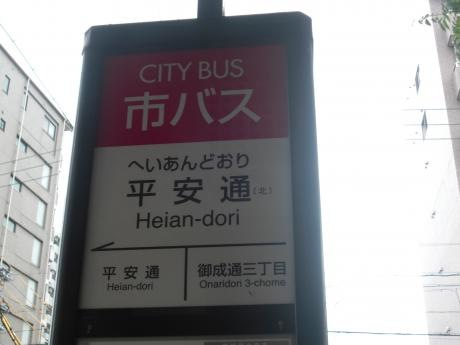 CITY BUS
市バス
へいあんどおり
平安通(北)
Heian-dori
平安通
Heian-dori
御成通三丁目
Onaridori 3-chome